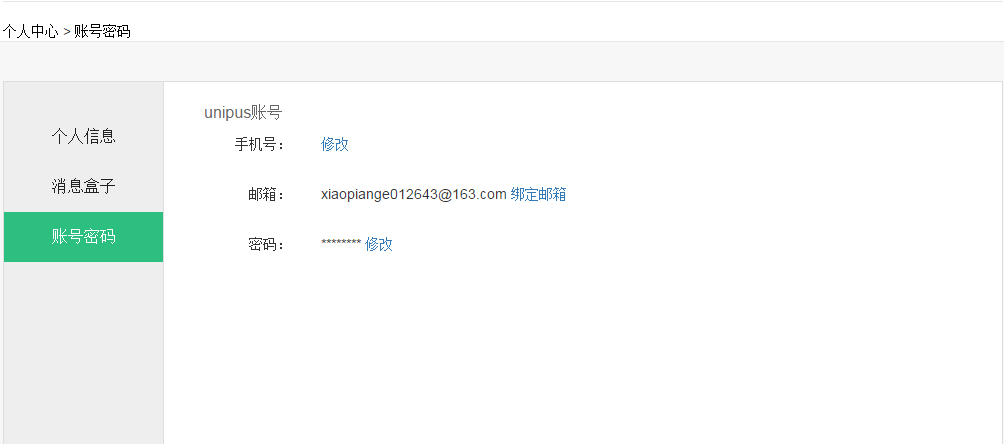 个人中心 > 账号密码
个人信息
消息盒子
账号密码
unipus账号
手机号： 修改
邮箱： xiaopiange012643@163.com 绑定邮箱
密码： ******** 修改